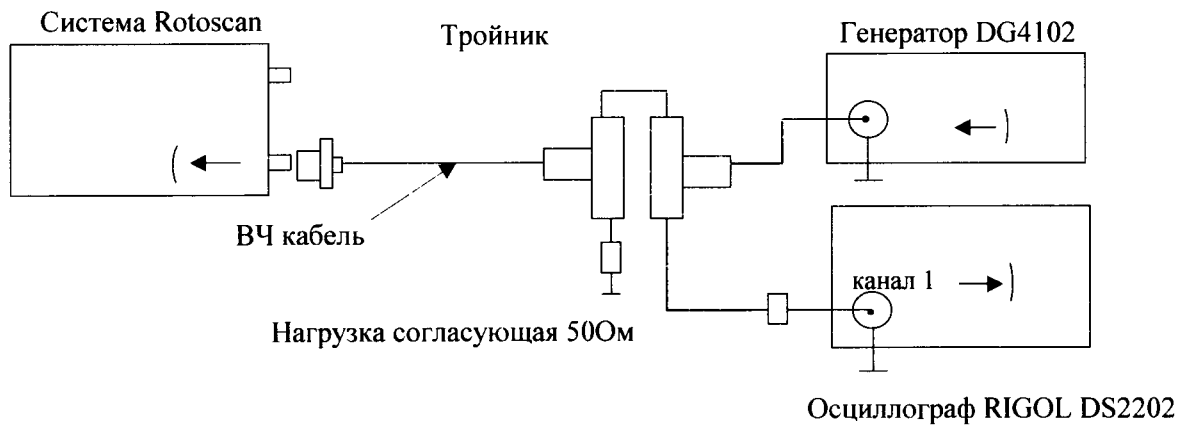 Система Rotoscan
Тройник
Генератор DG4102
ВЧ кабель
канал 1
Нагрузка согласующая 50Ом
Осциллограф RIGOL DS2202